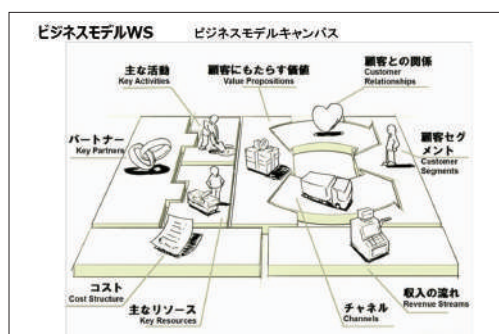 ビジネスモデルWS ビジネスモデルキャンバス
主な活動
Key Activities
顧客にもたらす価値
Value Propositions
顧客との関係
Customer
Relationships
パートナー
Key Partners
顧客セグ
メント
Customer
Segments
コスト
Cost Structure
主なリソース
Key Resources
チャネル
Channels
収入の流れ
Revenue Streams